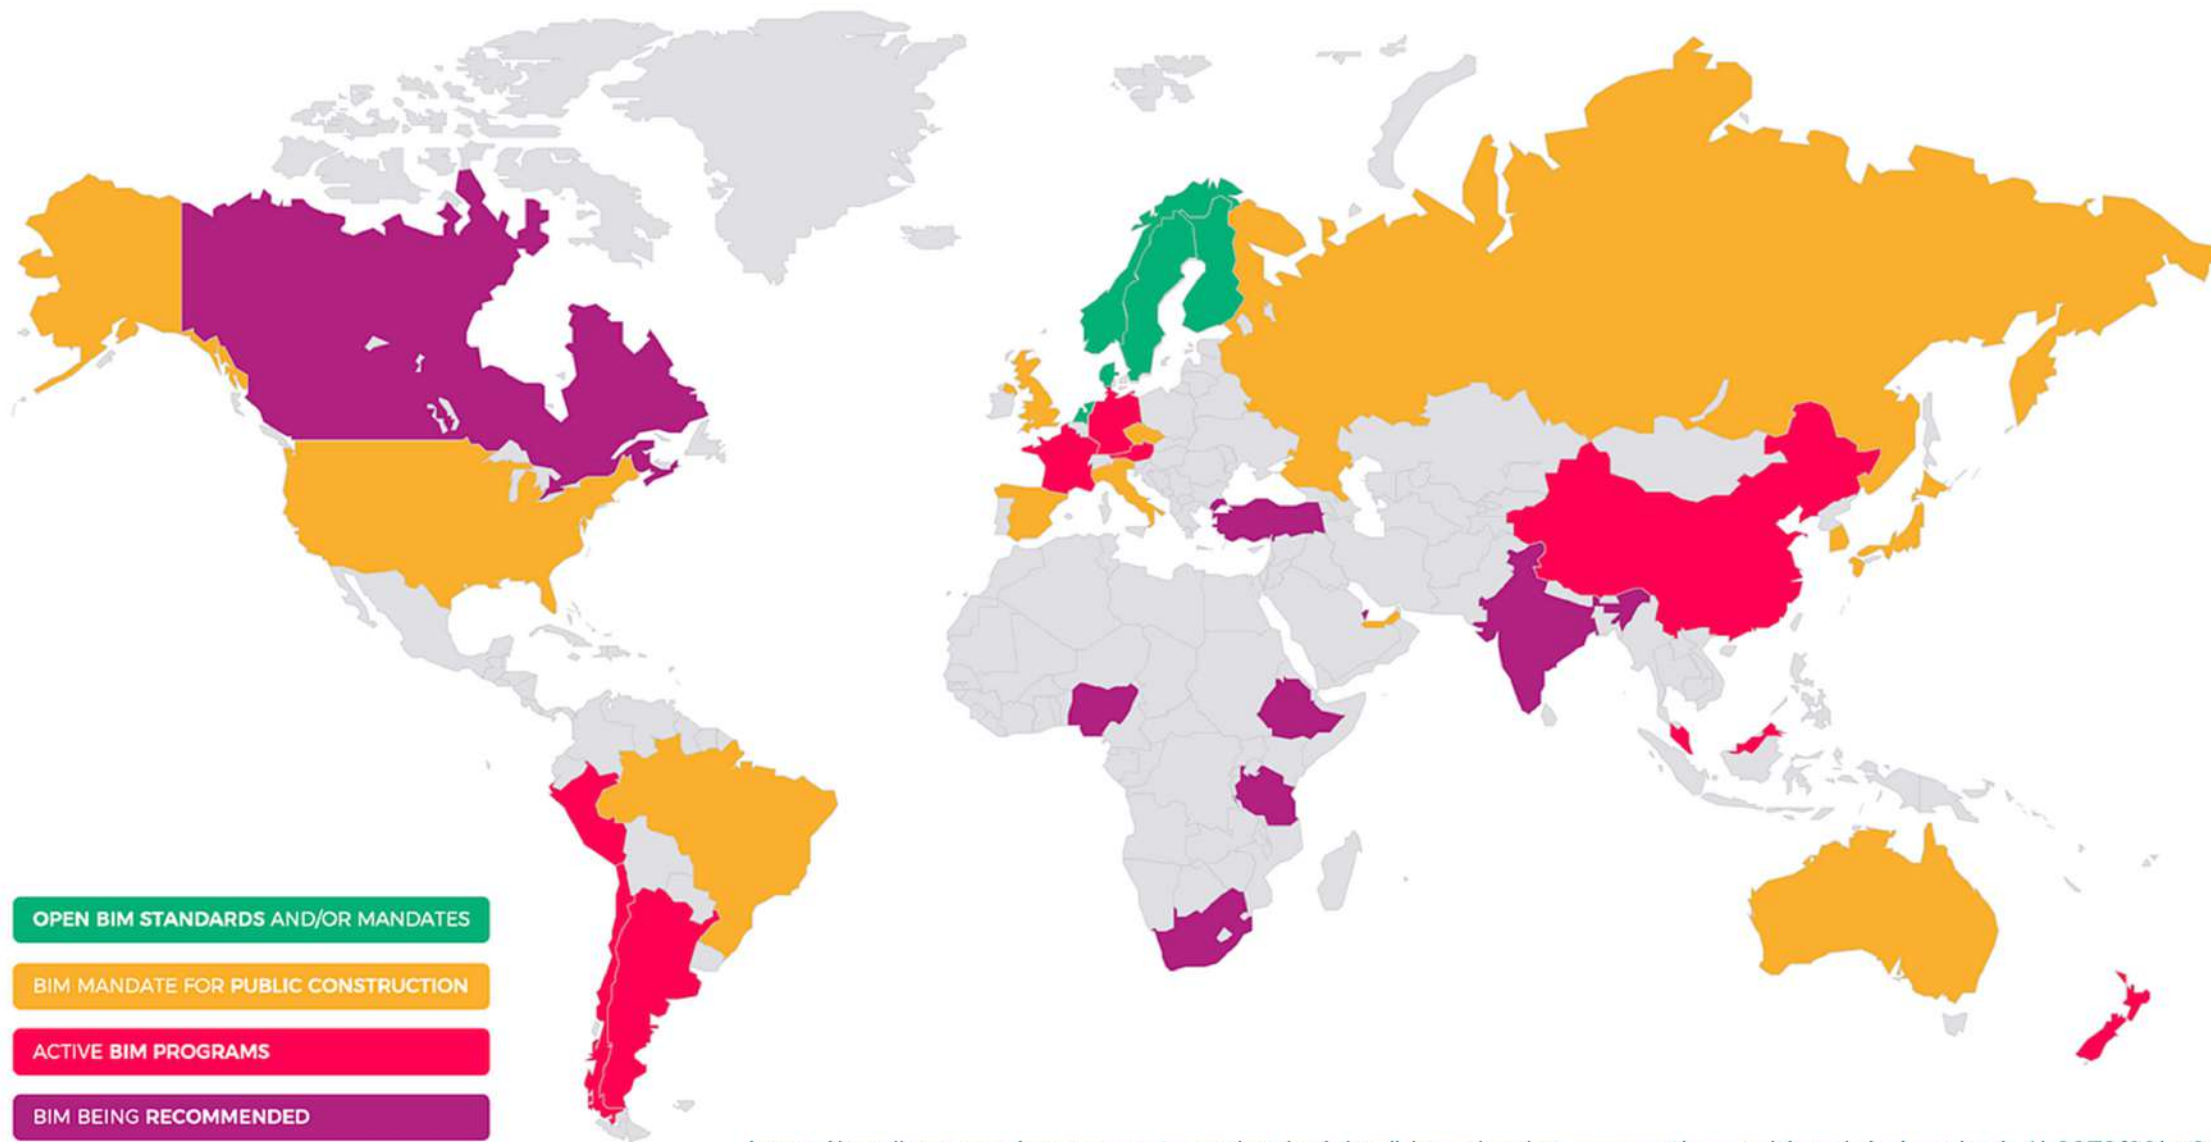 OPEN BIM STANDARDS AND/OR MANDATES
BIM MANDATE FOR PUBLIC CONSTRUCTION
ACTIVE BIM PROGRAMS
BIM BEING RECOMMENDED